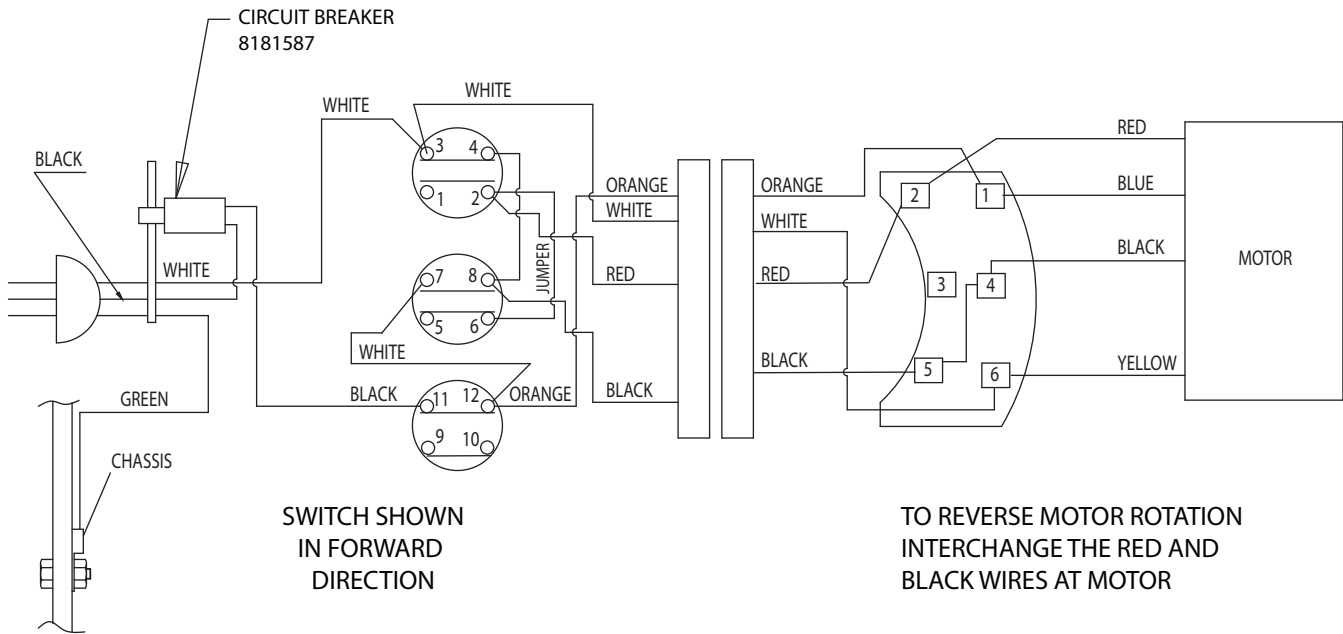 CIRCUIT BREAKER
8181587
WHITE
WHITE
BLACK
WHITE
GREEN
CHASSIS
3 4
1 2
7 8
5 6
JUMPER
WHITE
BLACK
11 12
9 10
ORANGE
ORANGE
WHITE
RED
BLACK
ORANGE
WHITE
RED
BLACK
2 1
3 4
5 6
RED
BLUE
BLACK
YELLOW
MOTOR
SWITCH SHOWN
IN FORWARD
DIRECTION
TO REVERSE MOTOR ROTATION
INTERCHANGE THE RED AND
BLACK WIRES AT MOTOR